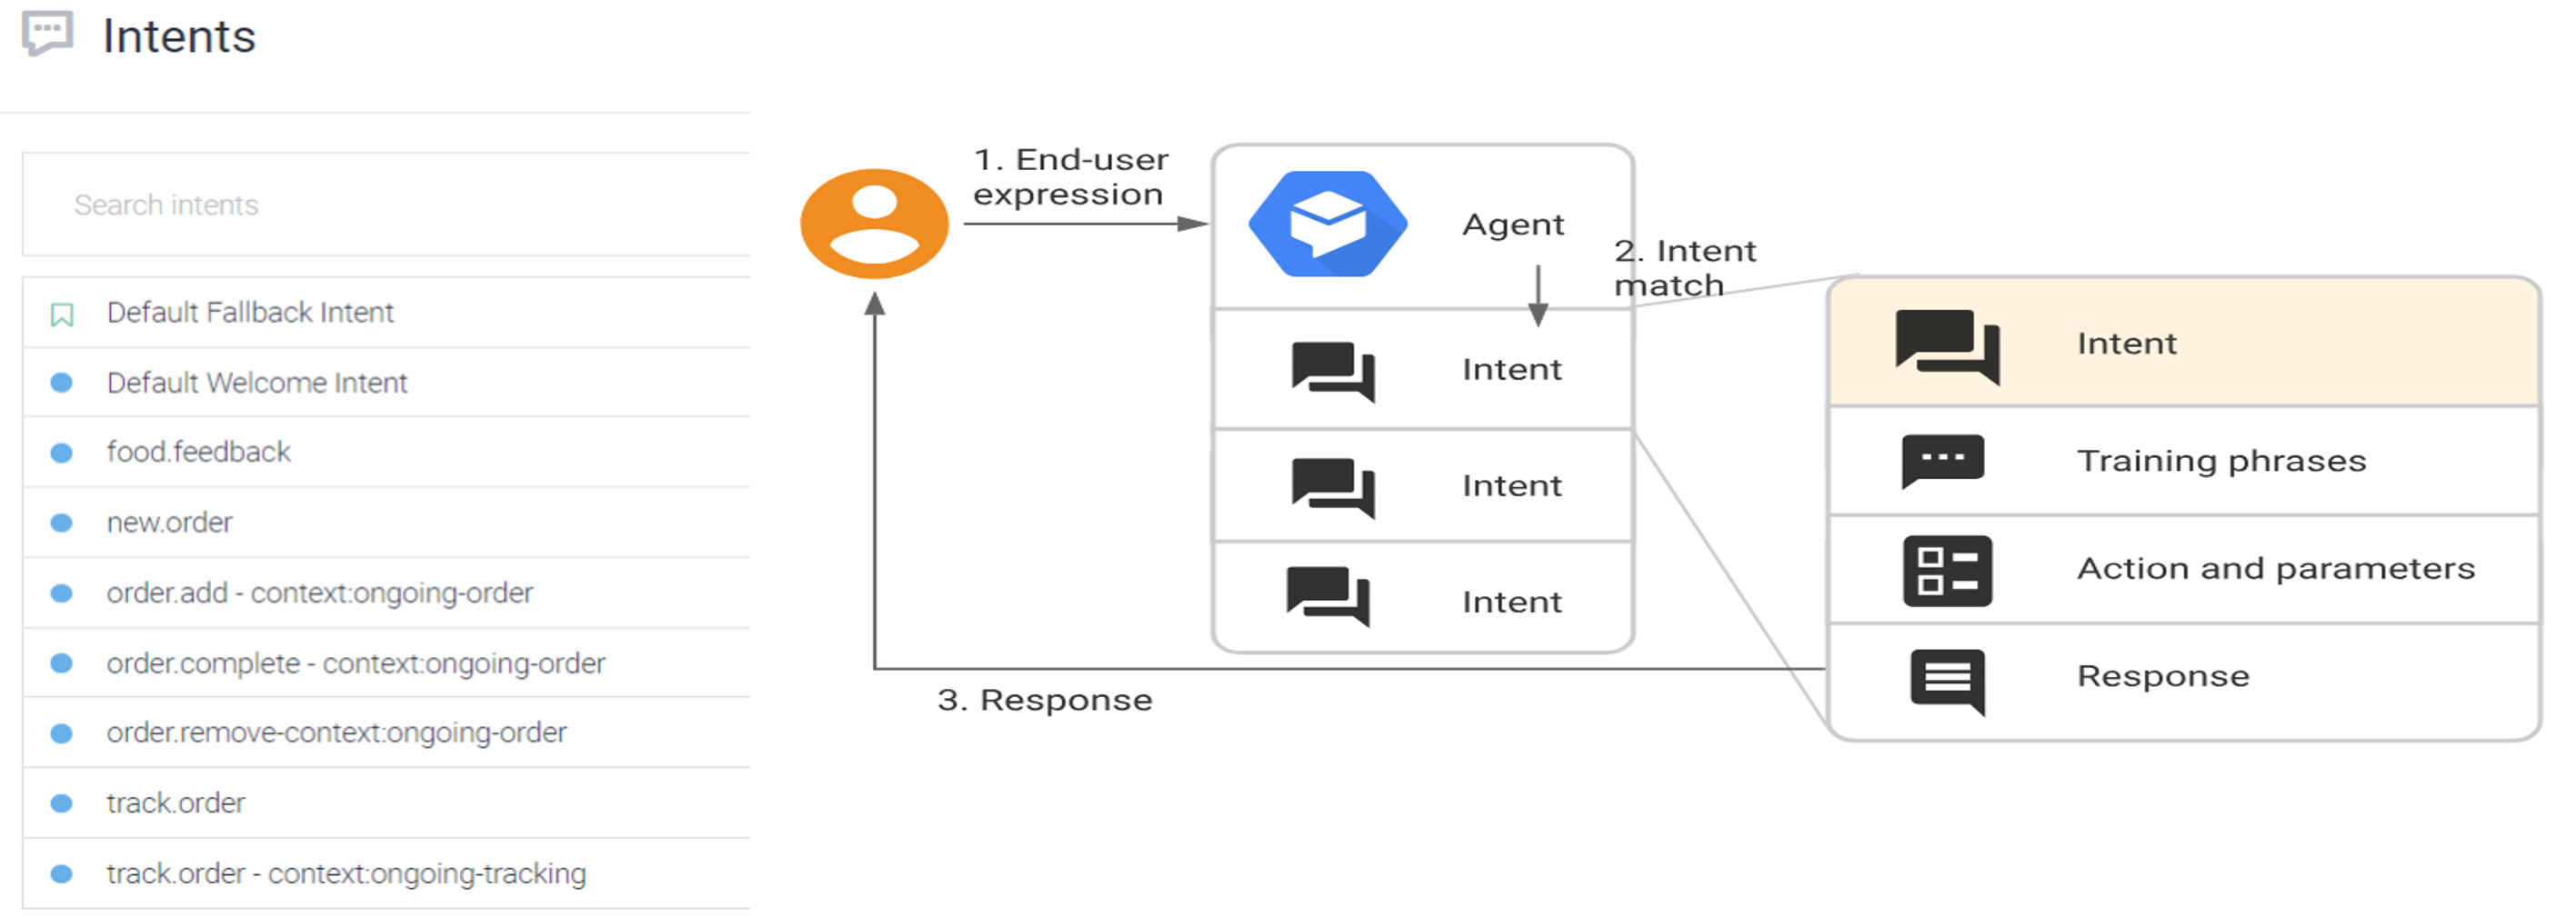 Intents
Search intents
Default Fallback Intent
Default Welcome Intent
food.feedback
new.order
order.add - context:ongoing-order
order.complete - context:ongoing-order
order.remove-context:ongoing-order
track.order
track.order - context:ongoing-tracking
1. End-user
expression
Agent
2. Intent
match
Intent
Intent
Intent
3. Response
Intent
Training phrases
Action and parameters
Response